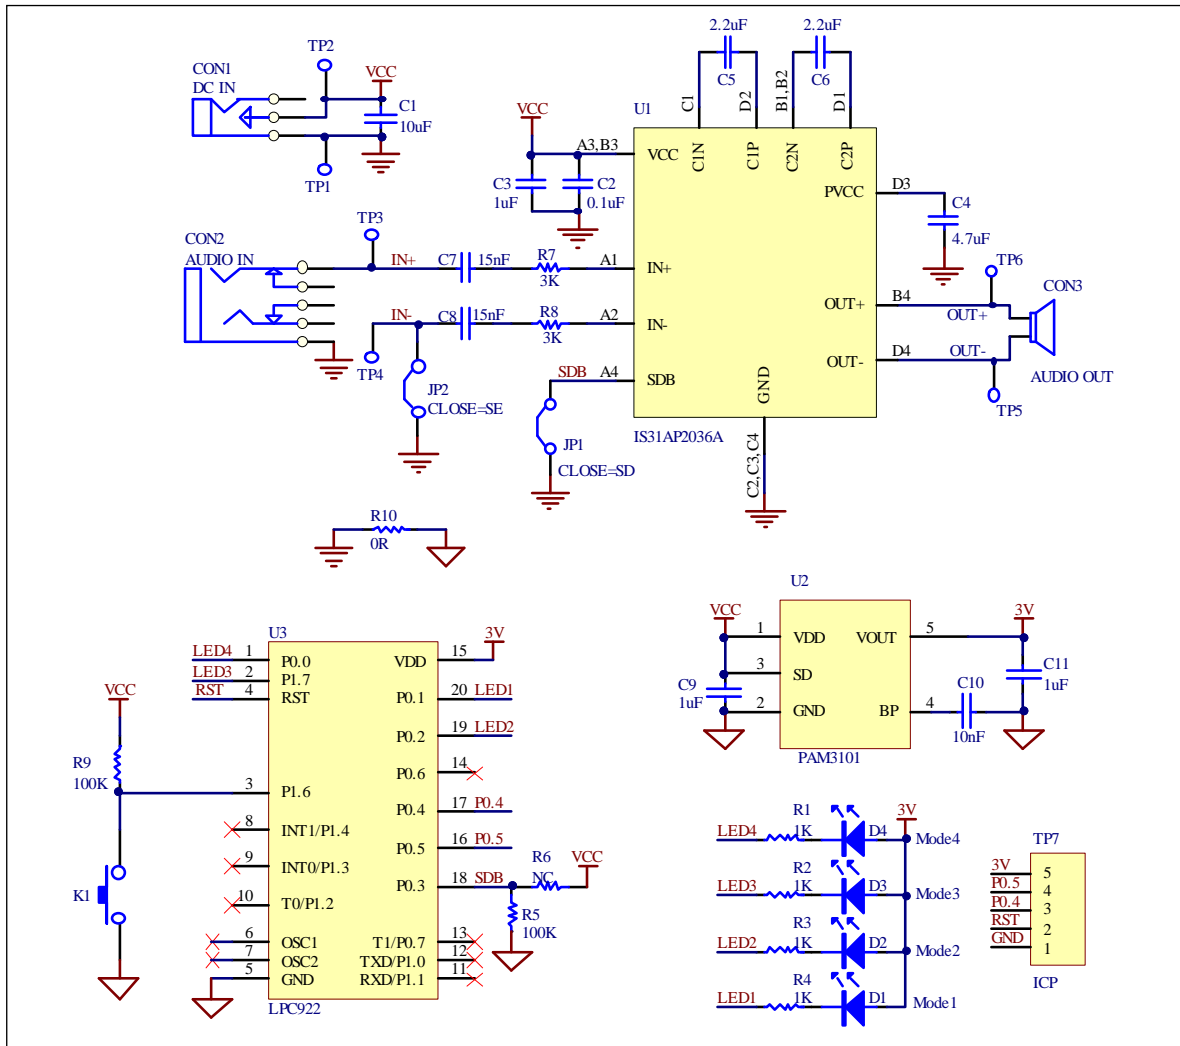 2.2uF
2.2uF
TP2
CON1
DC IN
VCC
C1
10uF
TP1
C5
C6
C1
D2
B1,B2
D1
U1
VCC
A3,B3
VCC
C1N
C1P
C2N
C2P
C3
1uF
C2
0.1uF
PVCC
D3
C4
4.7uF
TP3
CON2
AUDIO IN
IN+
C7
15nF
R7
3K
A1
IN+
TP6
CON3
OUT+
B4
OUT+
IN-
C8
15nF
R8
3K
A2
IN-
TP4
OUT-
D4
OUT-
AUDIO OUT
TP5
JP2
CLOSE=SE
SDB
A4
SDB
GND
JP1
CLOSE=SD
IS31AP2036A
C2,C3,C4
R10
0R
U2
VCC
3V
1
VDD
VOUT
5
3
SD
C9
1uF
2
GND
BP
4
C10
10nF
C11
1uF
PAM3101
U3
3V
LED4
1
P0.0
VDD
15
LED3
2
P1.7
RST
4
RST
P0.1
20
LED1
VCC
P0.2
19
LED2
R9
100K
P0.6
14
3
P1.6
P0.4
17
P0.4
8
INT1/P1.4
P0.5
16
P0.5
9
INT0/P1.3
R6
NC
VCC
P0.3
18
SDB
K1
10
T0/P1.2
R5
100K
6
OSC1
T1/P0.7
13
7
OSC2
TXD/P1.0
12
5
GND
RXD/P1.1
11
LPC922
3V
LED4
R1
1K
D4
Mode4
LED3
R2
1K
D3
Mode3
LED2
R3
1K
D2
Mode2
LED1
R4
1K
D1
Mode1
TP7
3V
5
P0.5
4
P0.4
3
RST
2
GND
1
ICP